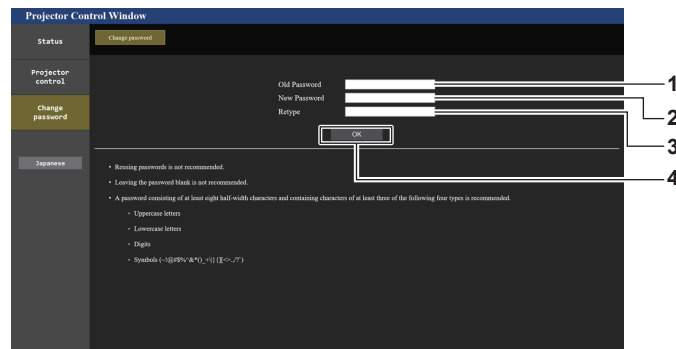 Projector Control Window
Status
Change password
Projector
control
Change
password
Japanese
Old Password
New Password
Retype
OK
1
2
3
4
• Reusing passwords is not recommended.
• Leaving the password blank is not recommended.
• A password consisting of at least eight half-width characters and containing characters of at least three of the following four types is recommended.
◦ Uppercase letters
◦ Lowercase letters
◦ Digits
◦ Symbols